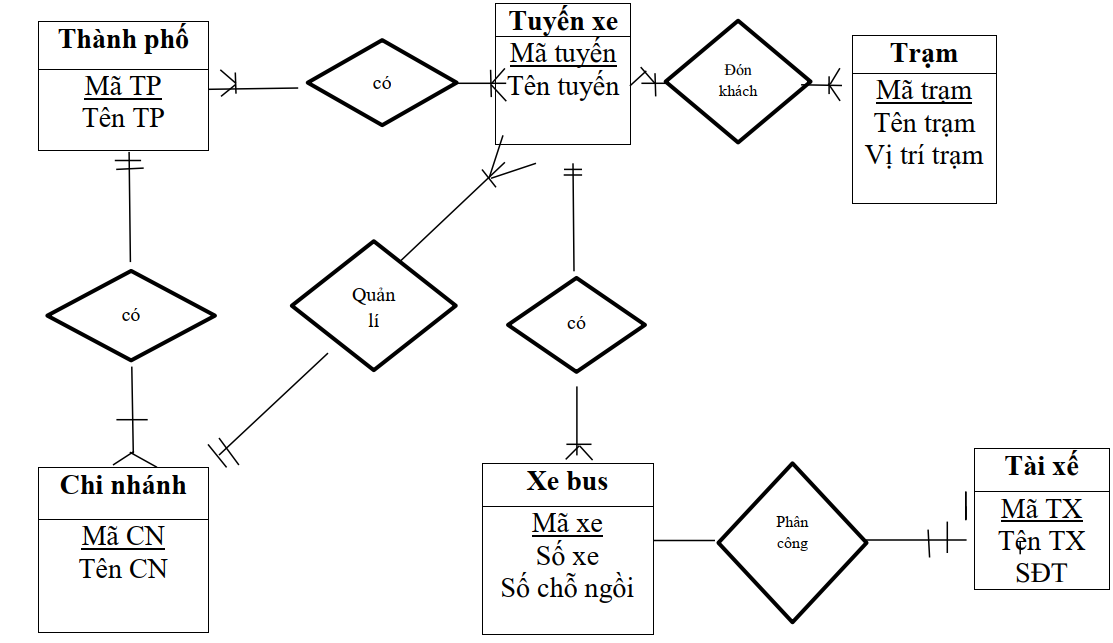 Thành phố
Mã TP
Tên TP
có
Tuyến xe
Mã tuyến
Tên tuyến
Đón
khách
Trạm
Mã trạm
Tên trạm
Vị trí trạm
có
Quản
lí
có
Chi nhánh
Mã CN
Tên CN
Xe bus
Mã xe
Số xe
Số chỗ ngồi
Phân
công
Tài xế
Mã TX
Tên TX
SĐT